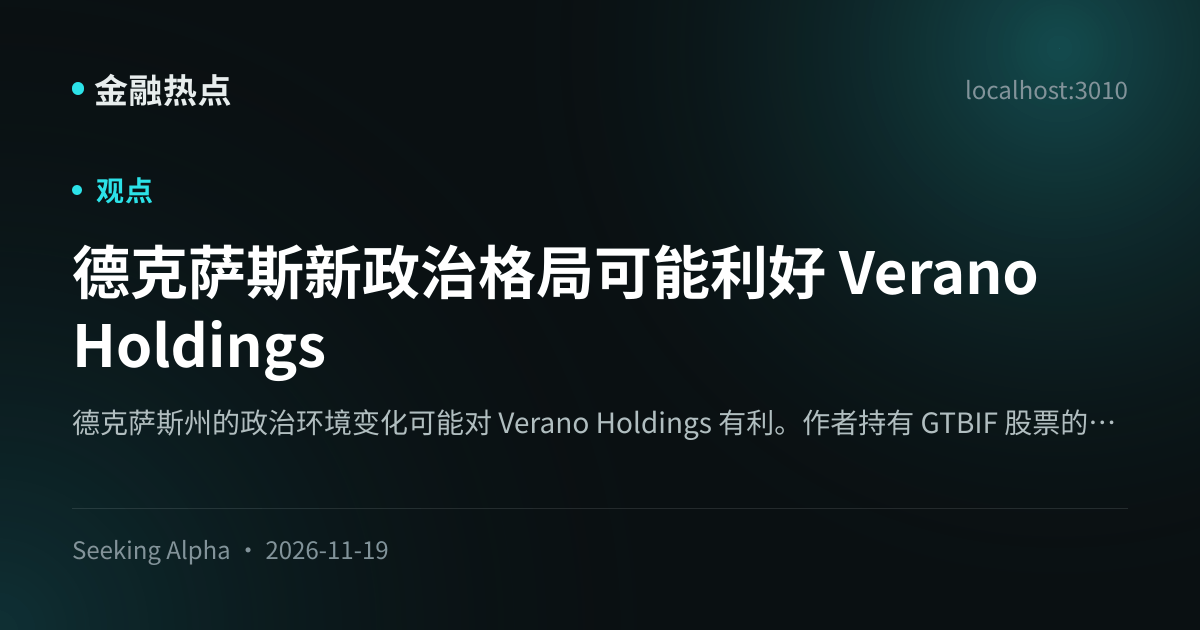 金融热点
localhost:3010
观点
德克萨斯新政治格局可能利好 Verano
Holdings
德克萨斯州的政治环境变化可能对 Verano Holdings 有利。作者持有 GTBIF 股票的…
Seeking Alpha · 2026-11-19